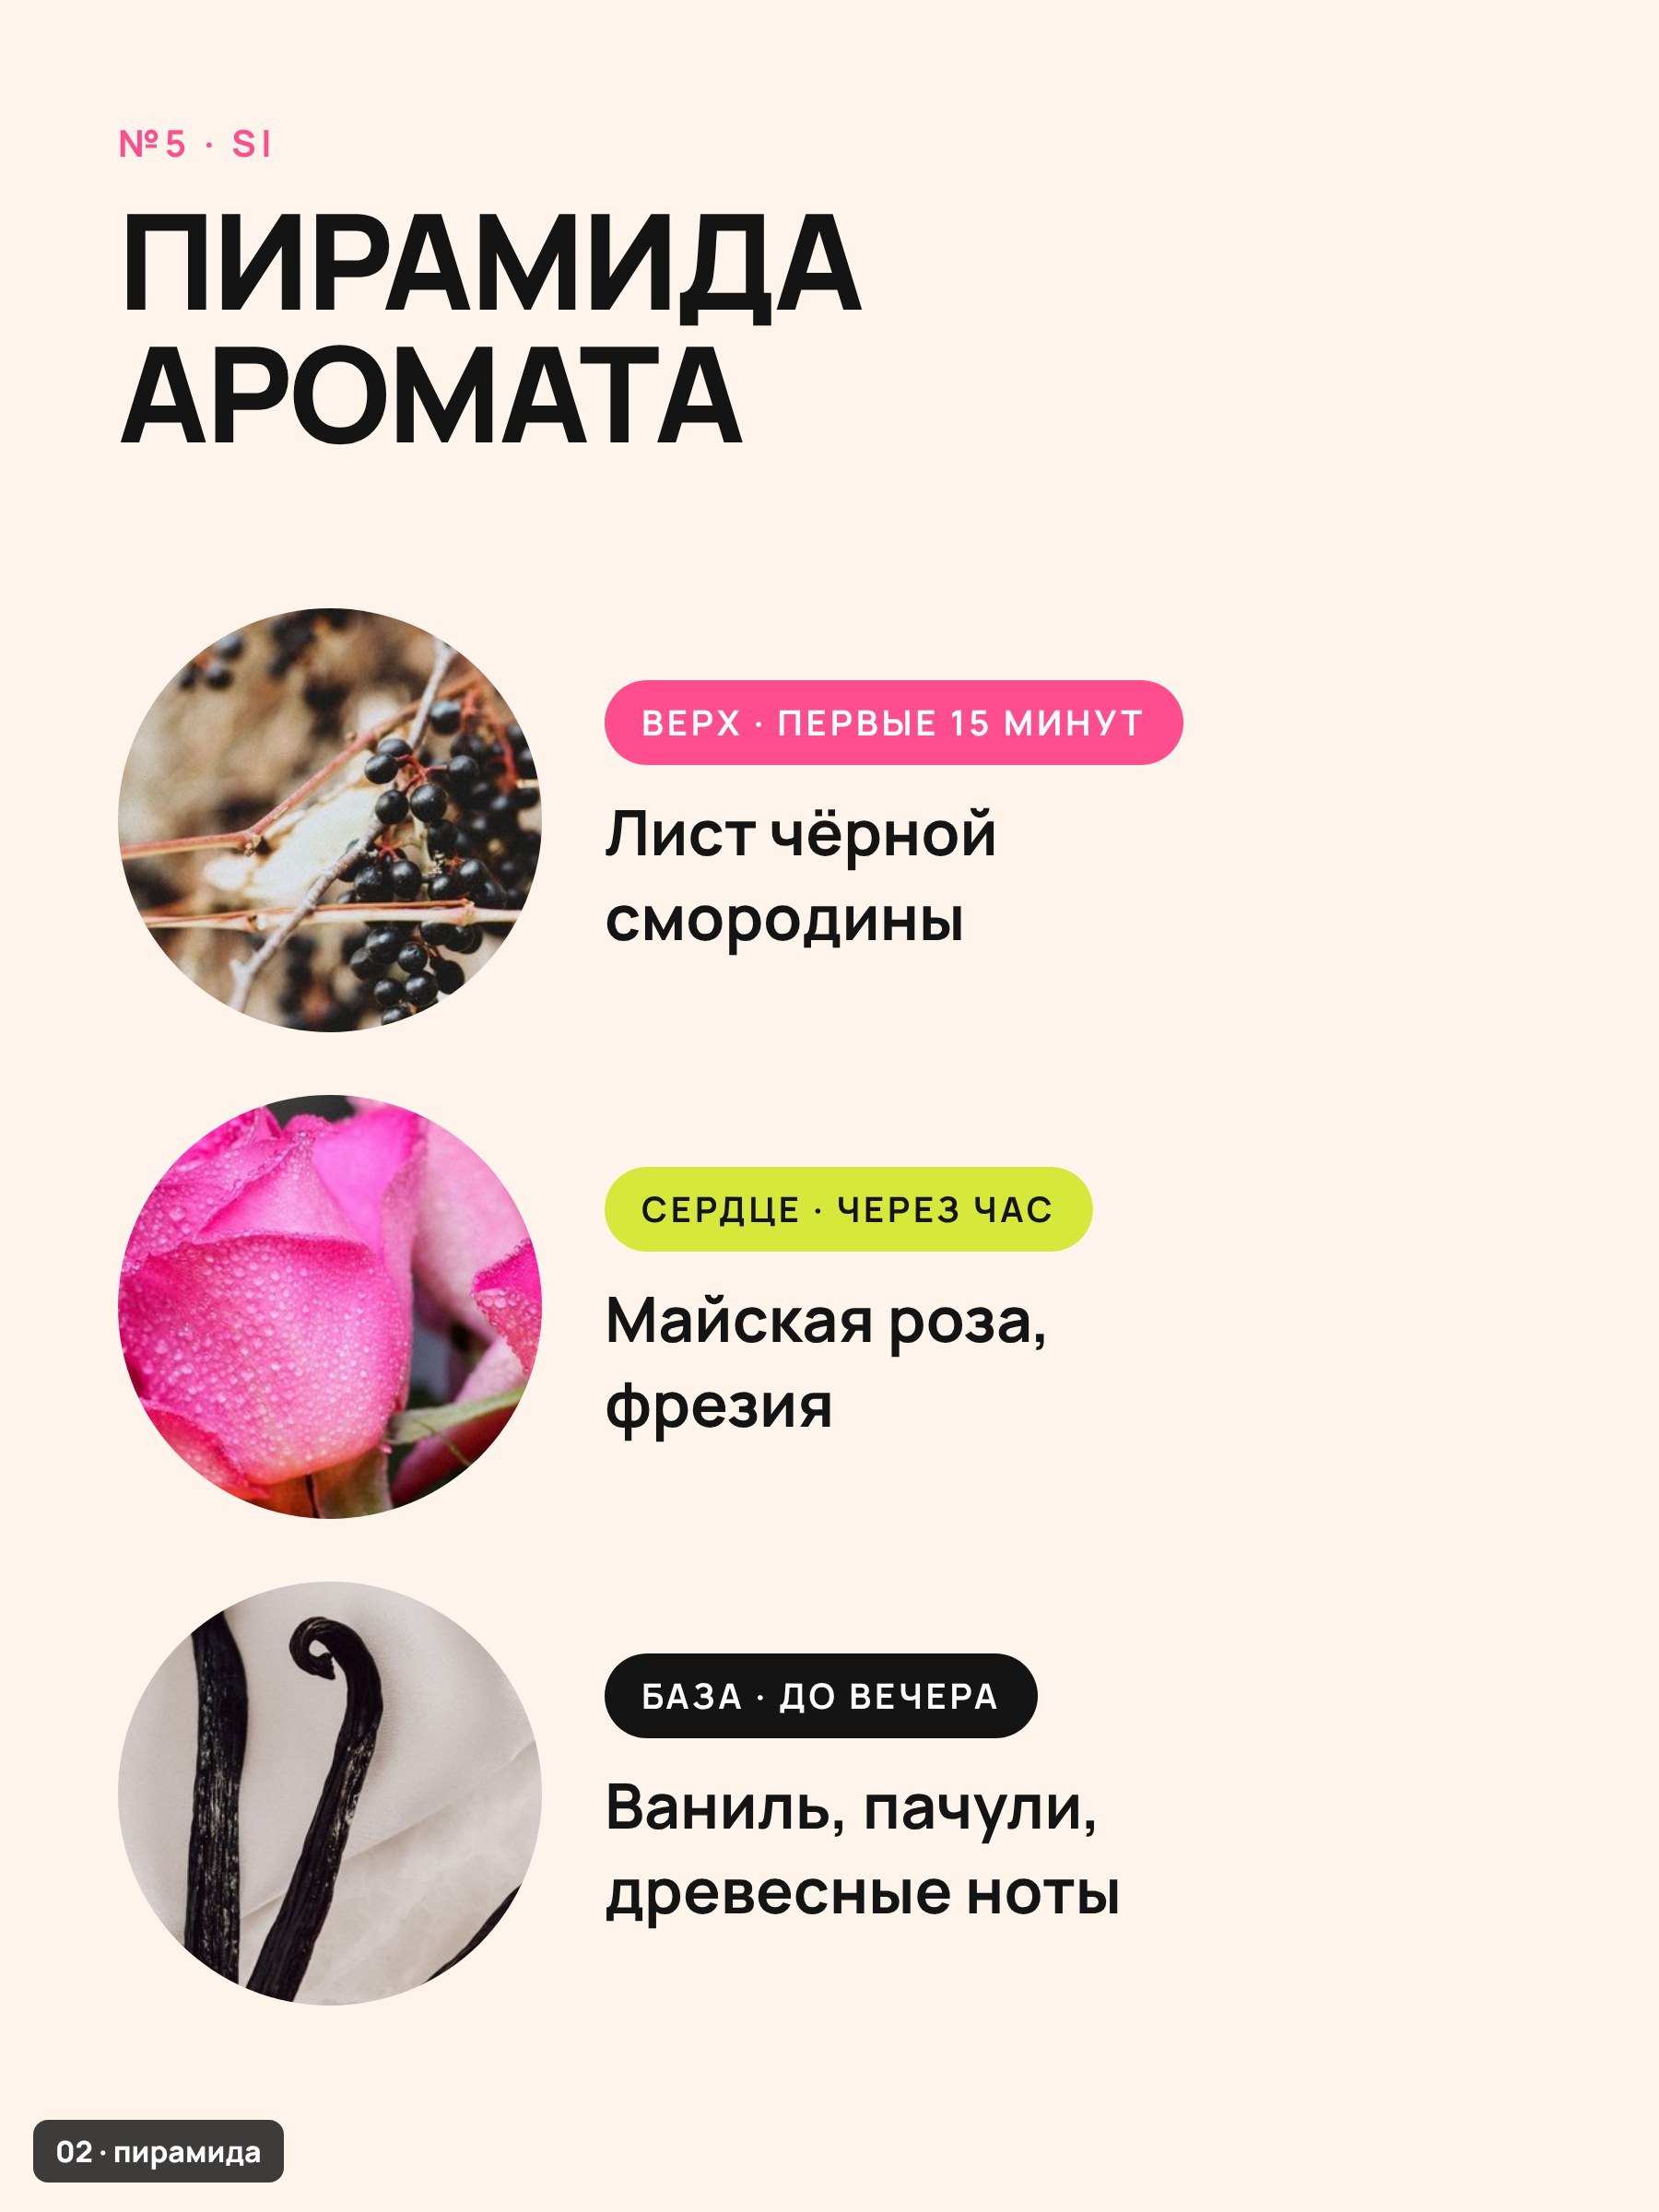 №5 · SI
ПИРАМИДА
АРОМАТА
ВЕРХ · ПЕРВЫЕ 15 МИНУТ
Лист чёрной
смородины
СЕРДЦЕ · ЧЕРЕЗ ЧАС
Майская роза,
фрезия
БАЗА · ДО ВЕЧЕРА
Ваниль, пачули,
древесные ноты
02 · пирамида